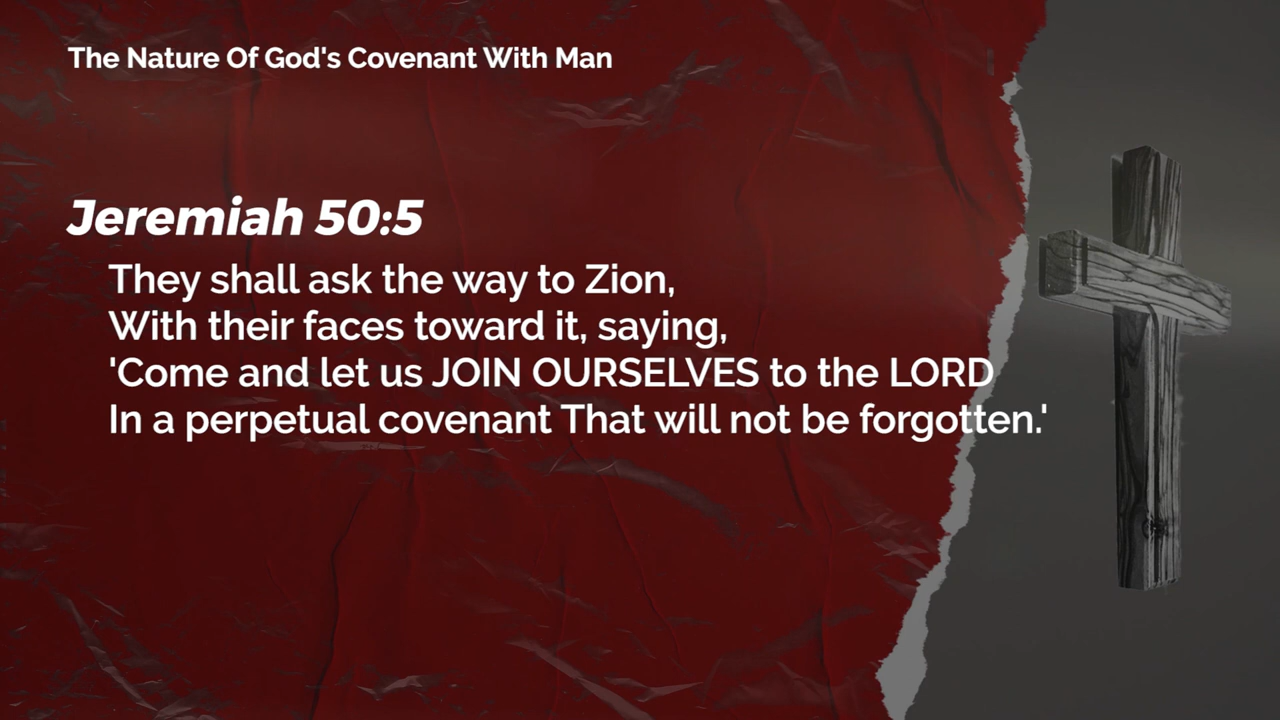 The Nature Of God's Covenant With Man
Jeremiah 50:5
They shall ask the way to Zion,
With their faces toward it, saying,
'Come and let us JOIN OURSELVES to the LORD
In a perpetual covenant That will not be forgotten.'